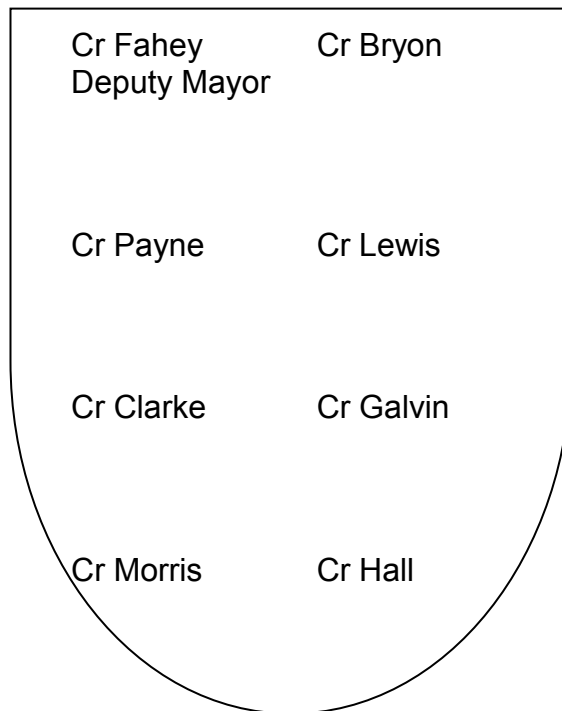 Cr Fahey Cr Bryon
Deputy Mayor
Cr Payne Cr Lewis
Cr Clarke Cr Galvin
Cr Morris Cr Hall